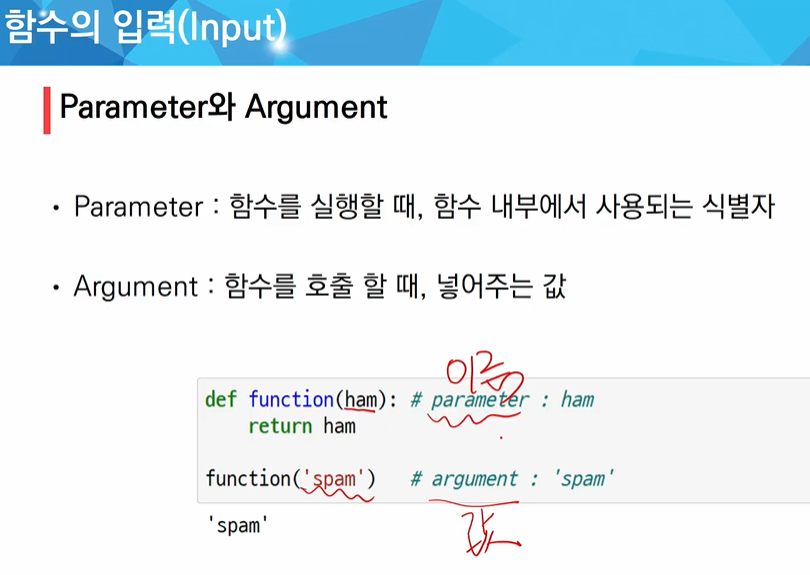 함수의 입력(Input)
Parameter와 Argument
• Parameter : 함수를 실행할 때, 함수 내부에서 사용되는 식별자
• Argument : 함수를 호출 할 때, 넣어주는 값
이름
def function(ham): # parameter : ham
    return ham
function('spam')   # argument : 'spam'
값
'spam'